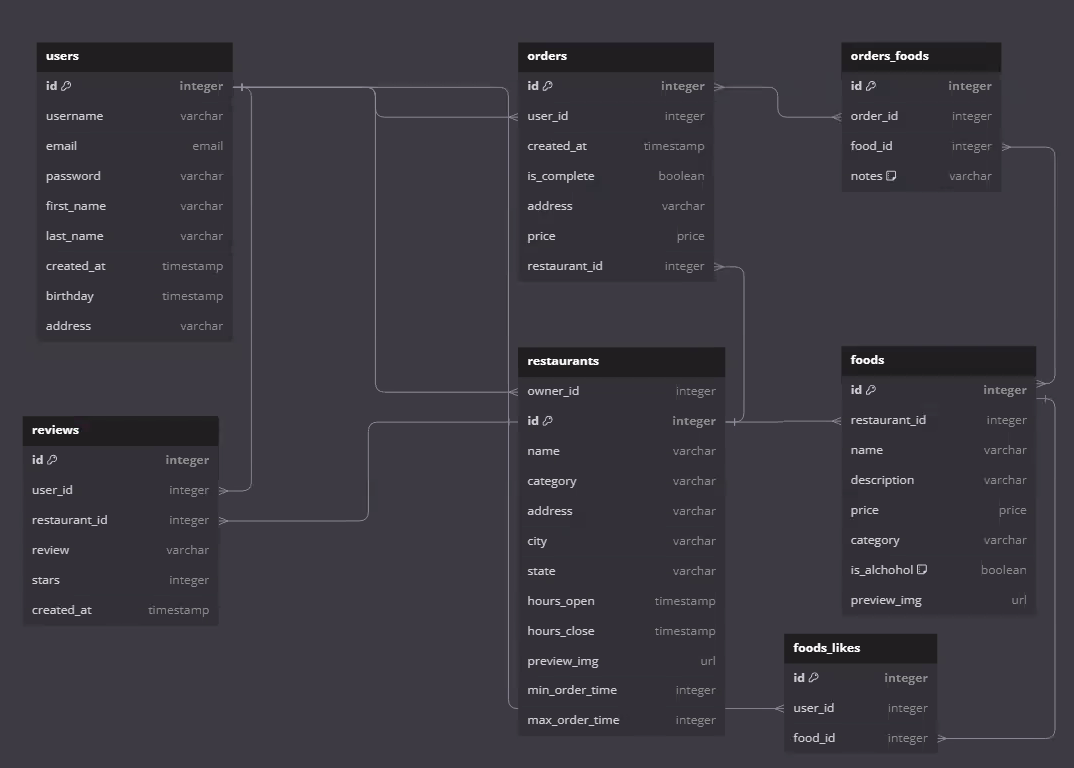 users
id integer
username varchar
email email
password varchar
first_name varchar
last_name varchar
created_at timestamp
birthday timestamp
address varchar
orders
id integer
user_id integer
created_at timestamp
is_complete boolean
address varchar
price price
restaurant_id integer
orders_foods
id integer
order_id integer
food_id integer
notes varchar
reviews
id integer
user_id integer
restaurant_id integer
review varchar
stars integer
created_at timestamp
restaurants
owner_id integer
id integer
name varchar
category varchar
address varchar
city varchar
state varchar
hours_open timestamp
hours_close timestamp
preview_img url
min_order_time integer
max_order_time integer
foods
id integer
restaurant_id integer
name varchar
description varchar
price price
category varchar
is_alchohol boolean
preview_img url
foods_likes
id integer
user_id integer
food_id integer